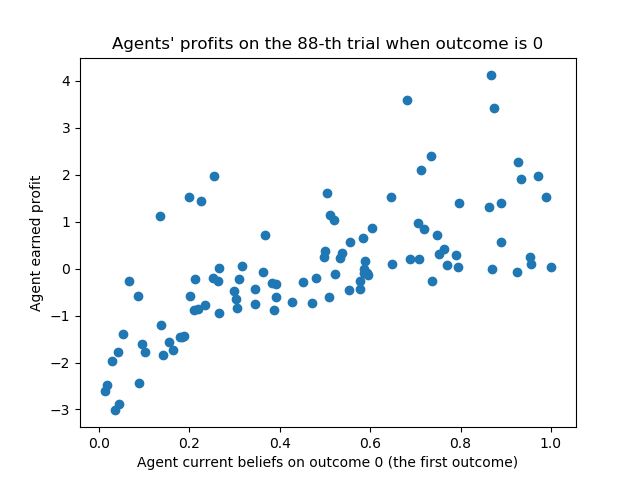 Agents' profits on the 88-th trial when outcome is 0
Agent earned profit
4
3
2
1
0
−1
−2
−3
0.0 0.2 0.4 0.6 0.8 1.0
Agent current beliefs on outcome 0 (the first outcome)